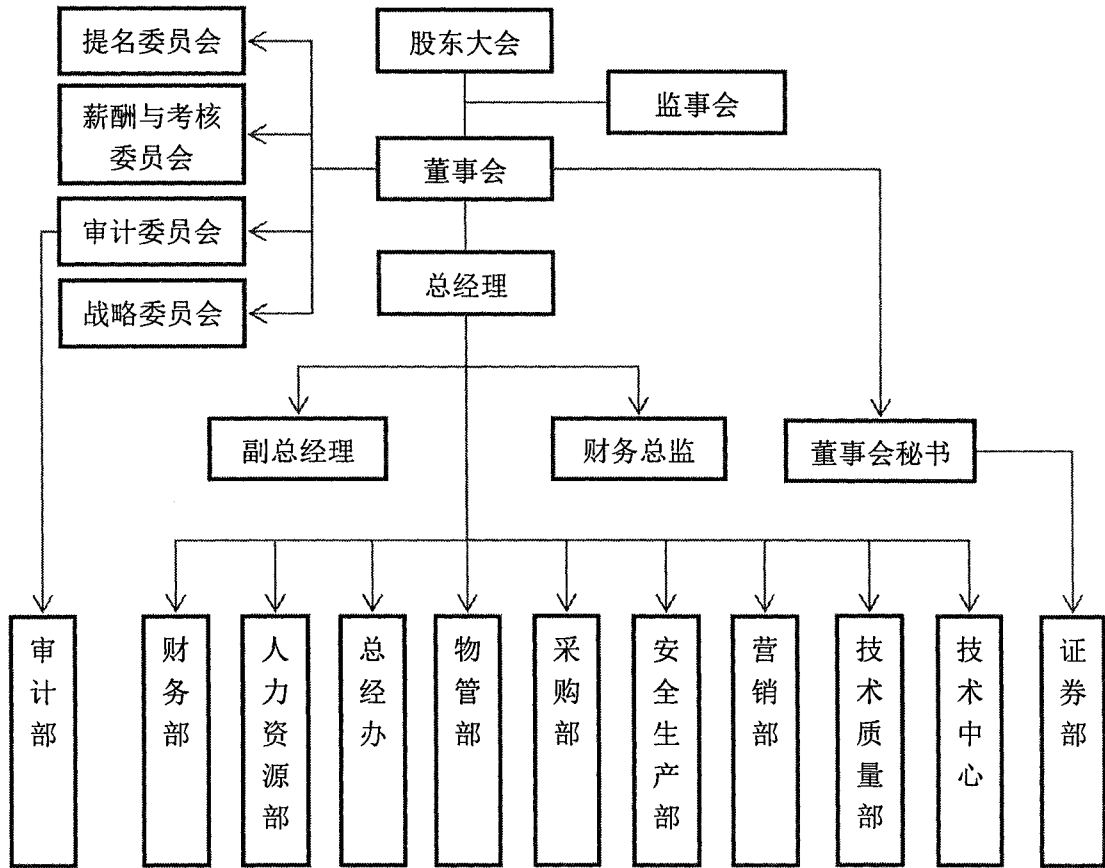 提名委员会
股东大会
监事会
薪酬与考核
委员会
董事会
审计委员会
总经理
战略委员会
副总经理
财务总监
董事会秘书
审计部
财务部
人力资源部
总经办
物管部
采购部
安全生产部
营销部
技术质量部
技术中心
证券部